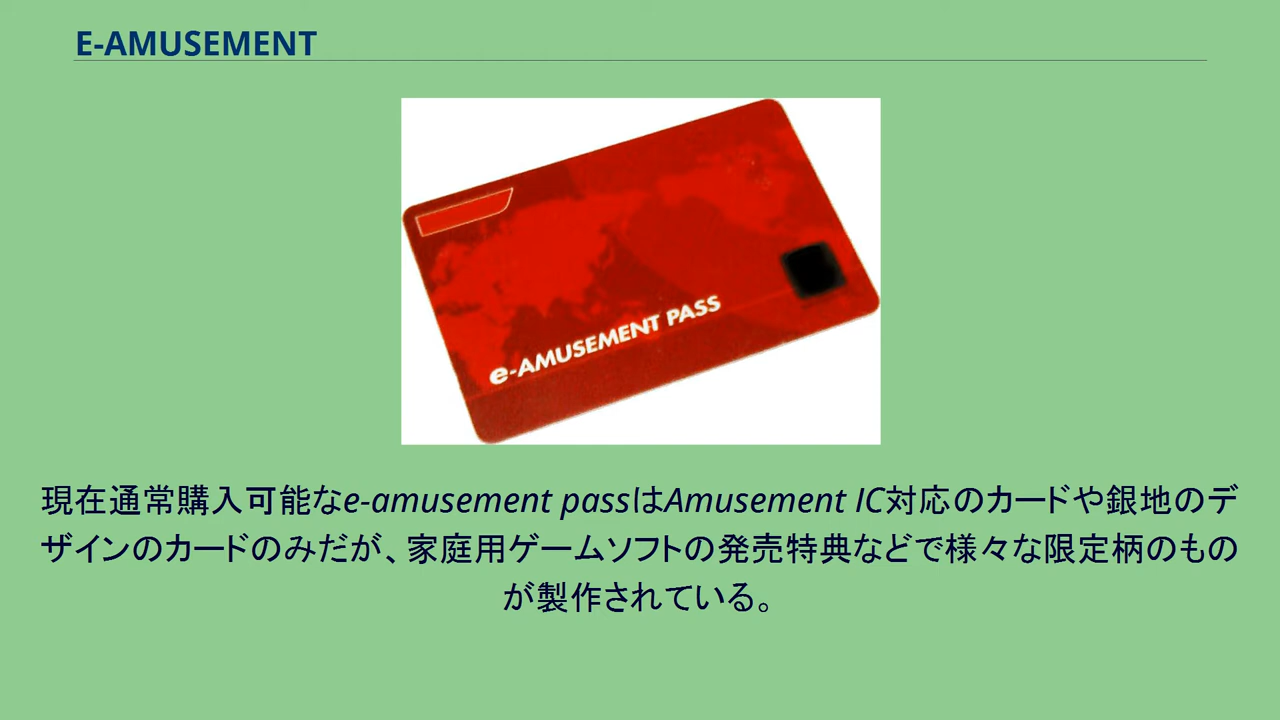 E-AMUSEMENT
e-AMUSEMENT PASS
現在通常購入可能なe-amusement passはAmusement IC対応のカードや銀地のデ
ザインのカードのみだが、家庭用ゲームソフトの発売特典などで様々な限定柄のもの
が製作されている。